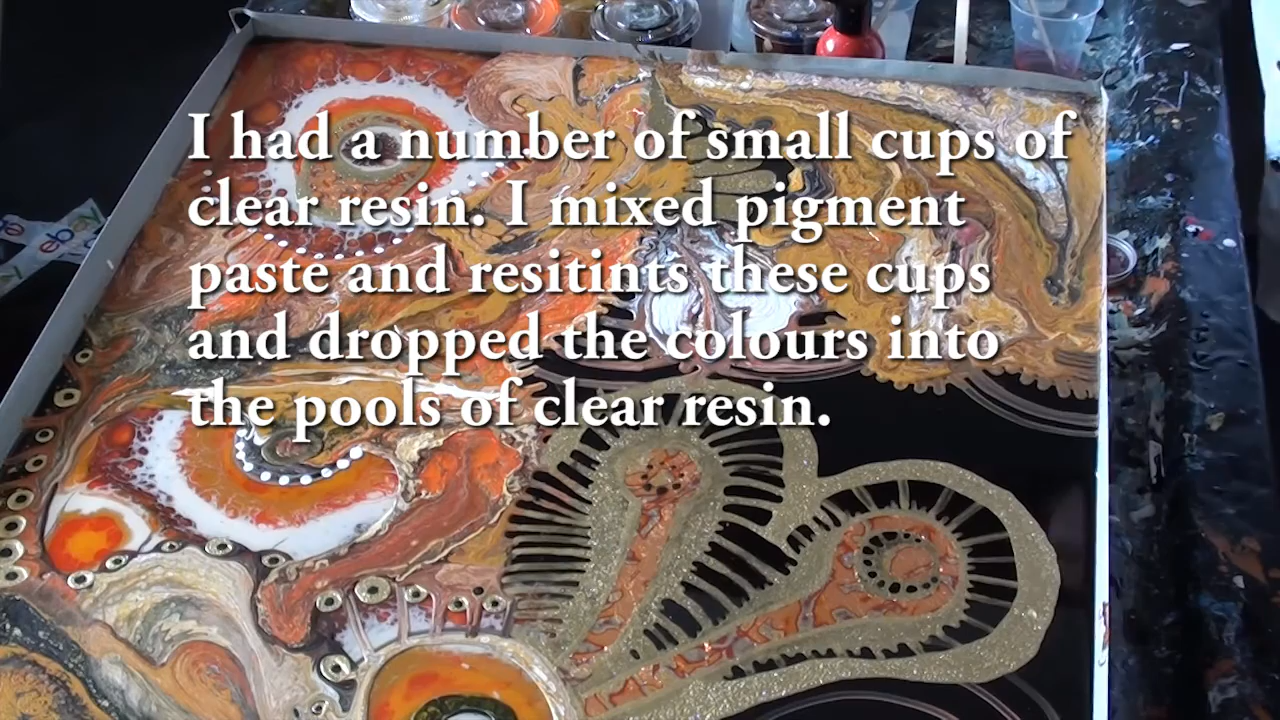 I had a number of small cups of
clear resin. I mixed pigment
paste and resitints these cups
and dropped the colours into
the pools of clear resin.
ebay